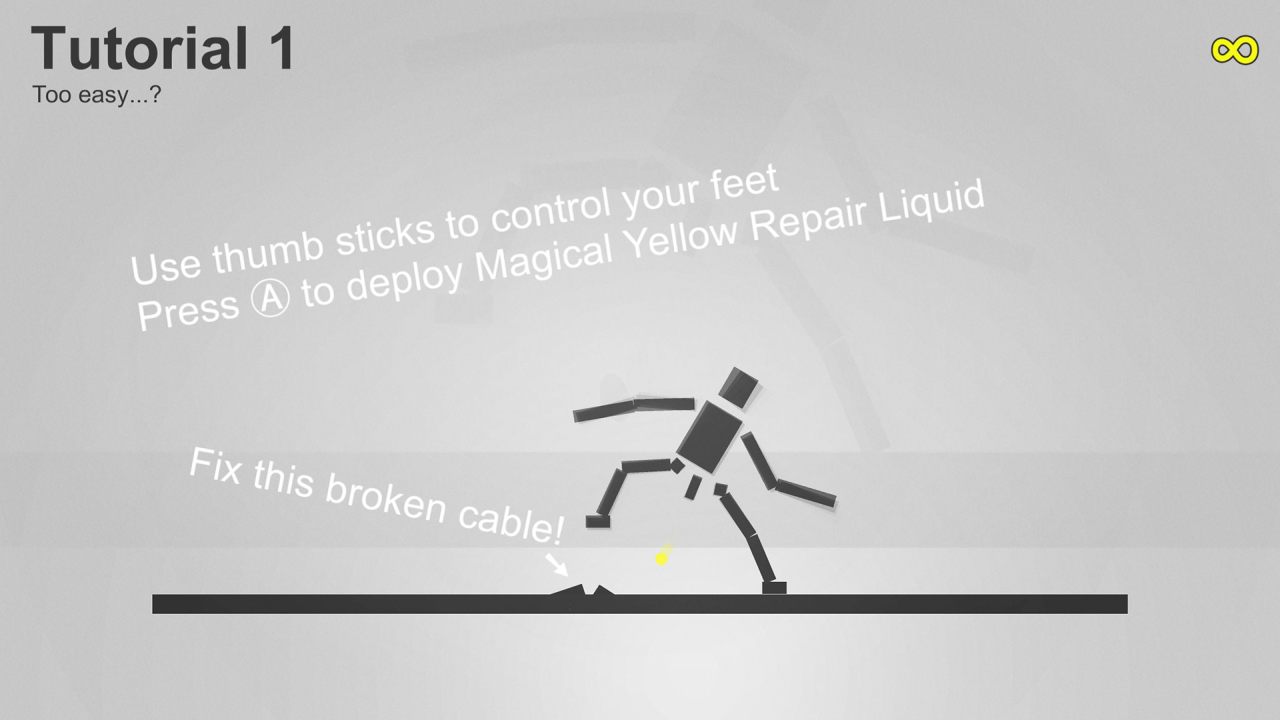 Tutorial 1
Too easy...?
∞
Use thumb sticks to control your feet
Press Ⓐ to deploy Magical Yellow Repair Liquid
Fix this broken cable!